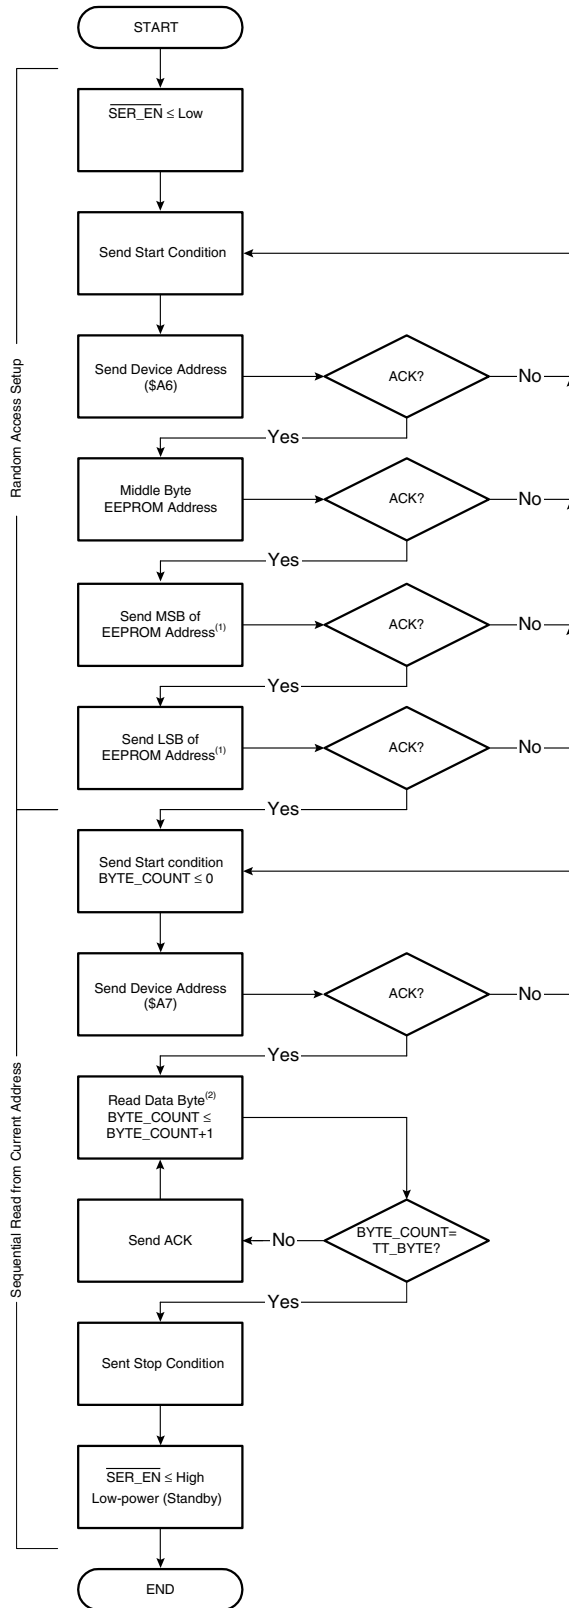 START
SER_EN ≤ Low
Send Start Condition
Send Device Address
($A6)
ACK?
No
Yes
Middle Byte
EEPROM Address
ACK?
No
Yes
Send MSB of
EEPROM Address(1)
ACK?
No
Yes
Send LSB of
EEPROM Address(1)
ACK?
No
Yes
Random Access Setup
Send Start condition
BYTE_COUNT ≤ 0
Send Device Address
($A7)
ACK?
No
Yes
Read Data Byte(2)
BYTE_COUNT ≤
BYTE_COUNT+1
Send ACK
No
BYTE_COUNT=
TT_BYTE?
Yes
Sent Stop Condition
SER_EN ≤ High
Low-power (Standby)
Sequential Read from Current Address
END